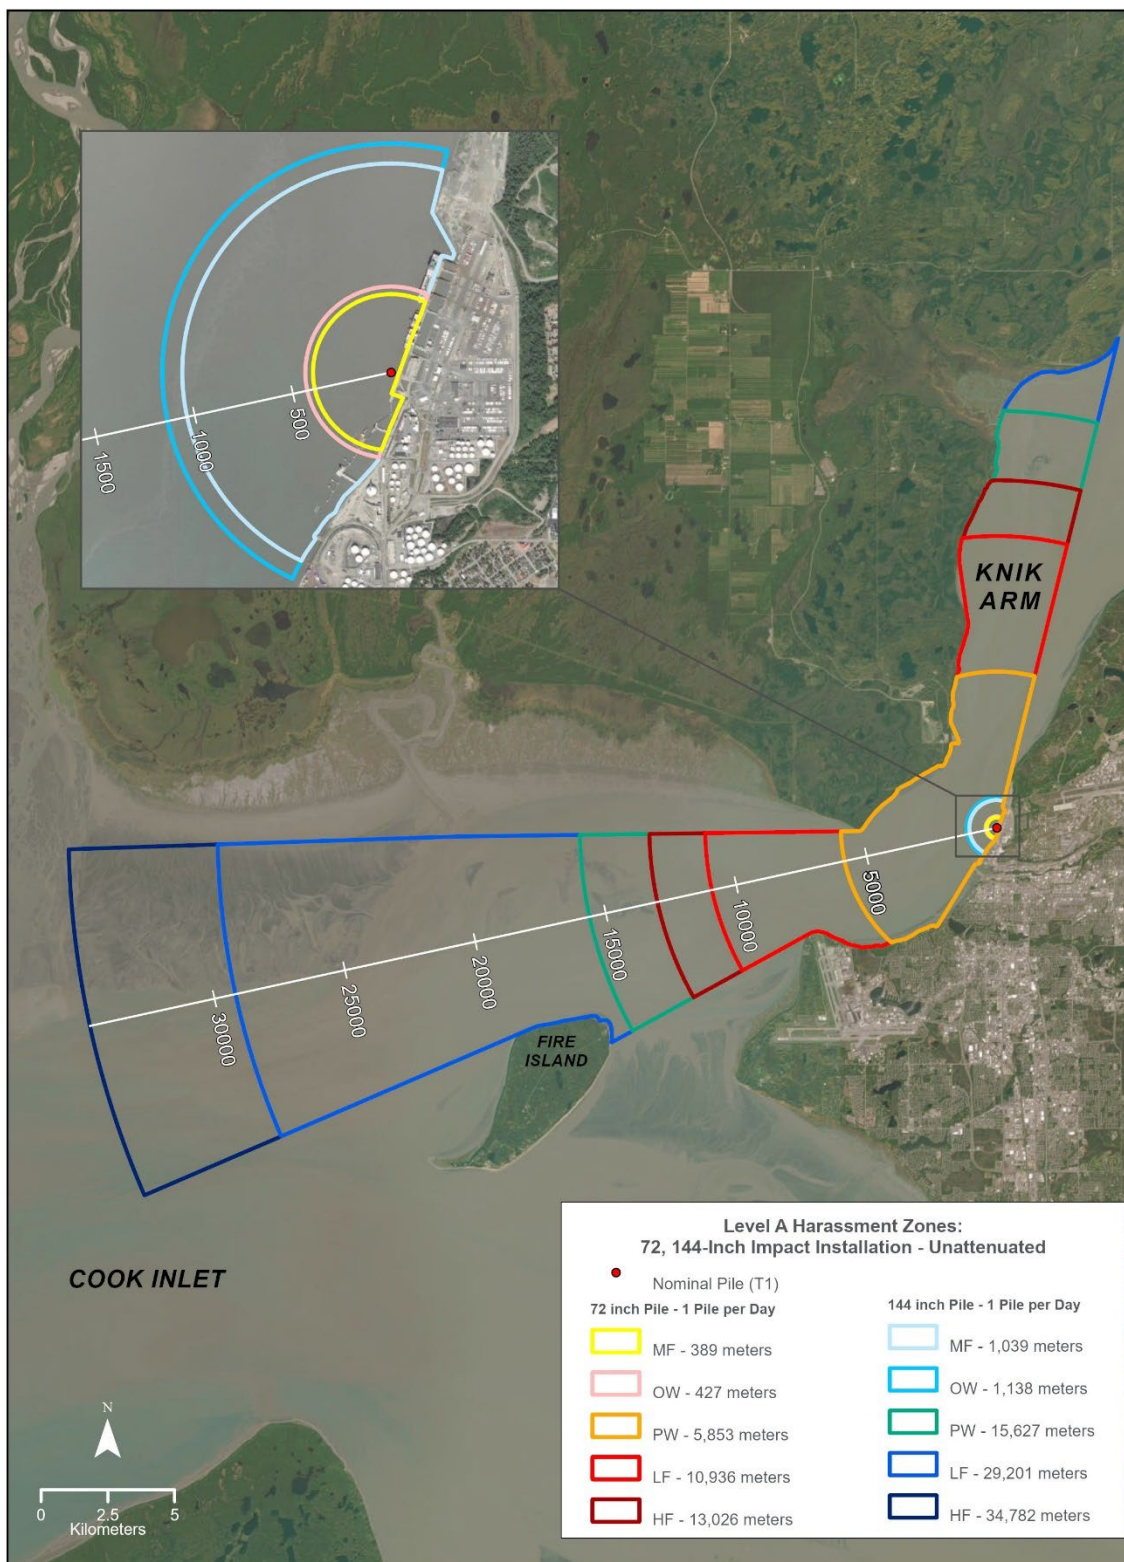 500
1000
1500
KNIK
ARM
5000
10000
15000
20000
25000
30000
FIRE
ISLAND
COOK INLET
N
0 2.5 5
Kilometers
Level A Harassment Zones:
72, 144-Inch Impact Installation - Unattenuated
Nominal Pile (T1)
72 inch Pile - 1 Pile per Day
MF - 389 meters
OW - 427 meters
PW - 5,853 meters
LF - 10,936 meters
HF - 13,026 meters
144 inch Pile - 1 Pile per Day
MF - 1,039 meters
OW - 1,138 meters
PW - 15,627 meters
LF - 29,201 meters
HF - 34,782 meters